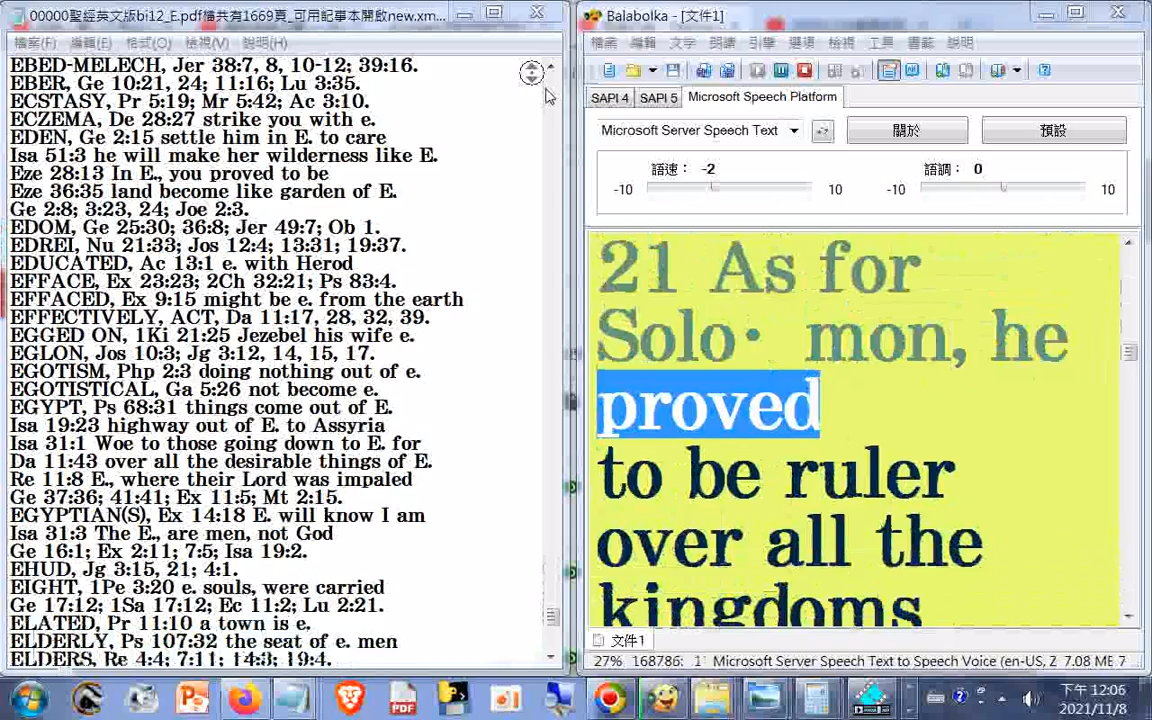 00000聖經英文版bi12_E.pdf檔共有1669頁_可用記事本開啟new.xm...
檔案(F) 編輯(E) 格式(O) 檢視(V) 說明(H)
EBED-MELECH, Jer 38:7, 8, 10-12; 39:16.
EBER, Ge 10:21, 24; 11:16; Lu 3:35.
ECSTASY, Pr 5:19; Mr 5:42; Ac 3:10.
ECZEMA, De 28:27 strike you with e.
EDEN, Ge 2:15 settle him in E. to care
Isa 51:3 he will make her wilderness like E.
Eze 28:13 In E., you proved to be
Eze 36:35 land become like garden of E.
Ge 2:8; 3:23, 24; Joe 2:3.
EDOM, Ge 25:30; 36:8; Jer 49:7; Ob 1.
EDREI, Nu 21:33; Jos 12:4; 13:31; 19:37.
EDUCATED, Ac 13:1 e. with Herod
EFFACE, Ex 23:23; 2Ch 32:21; Ps 83:4.
EFFACED, Ex 9:15 might be e. from the earth
EFFECTIVELY, ACT, Da 11:17, 28, 32, 39.
EGGED ON, 1Ki 21:25 Jezebel his wife e.
EGLON, Jos 10:3; Jg 3:12, 14, 15, 17.
EGOTISM, Php 2:3 doing nothing out of e.
EGOTISTICAL, Ga 5:26 not become e.
EGYPT, Ps 68:31 things come out of E.
Isa 19:23 highway out of E. to Assyria
Isa 31:1 Woe to those going down to E. for
Da 11:43 over all the desirable things of E.
Re 11:8 E., where their Lord was impaled
Ge 37:36; 41:41; Ex 11:5; Mt 2:15.
EGYPTIAN(S), Ex 14:18 E. will know I am
Isa 31:3 The E., are men, not God
Ge 16:1; Ex 2:11; 7:5; Isa 19:2.
EHUD, Jg 3:15, 21; 4:1.
EIGHT, 1Pe 3:20 e. souls, were carried
Ge 17:12; 1Sa 17:12; Ec 11:2; Lu 2:21.
ELATED, Pr 11:10 a town is e.
ELDERLY, Ps 107:32 the seat of e. men
ELDERS, Re 4:4; 7:11; 14:3; 19:4.
Balabolka - [文件1]
檔案 編輯 文字 朗讀 引擎 選項 檢視 工具 書籤 說明
SAPI 4 SAPI 5 Microsoft Speech Platform
Microsoft Server Speech Text 關於 預設
語速: -2 語調: 0
-10 10 -10 10
21 As for
Solo· mon, he
proved
to be ruler
over all the
kingdoms
文件1
27% 168786: 1 Microsoft Server Speech Text to Speech Voice (en-US, Z 7.08 MB 7
PDF
下午 12:06
2021/11/8